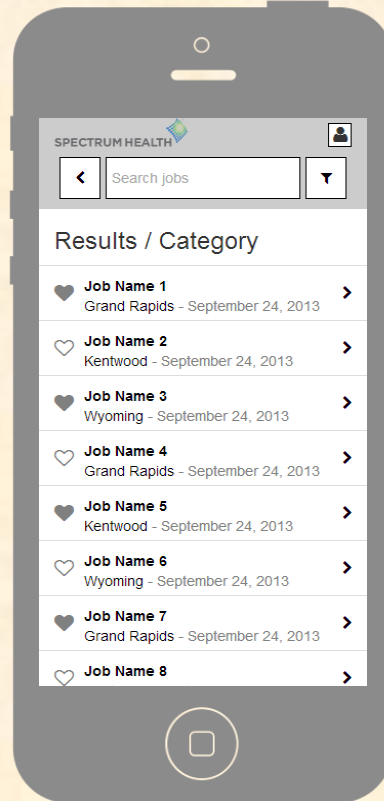 SPECTRUM HEALTH
Search jobs
Results / Category
Job Name 1
Grand Rapids - September 24, 2013
Job Name 2
Kentwood - September 24, 2013
Job Name 3
Wyoming - September 24, 2013
Job Name 4
Grand Rapids - September 24, 2013
Job Name 5
Kentwood - September 24, 2013
Job Name 6
Wyoming - September 24, 2013
Job Name 7
Grand Rapids - September 24, 2013
Job Name 8